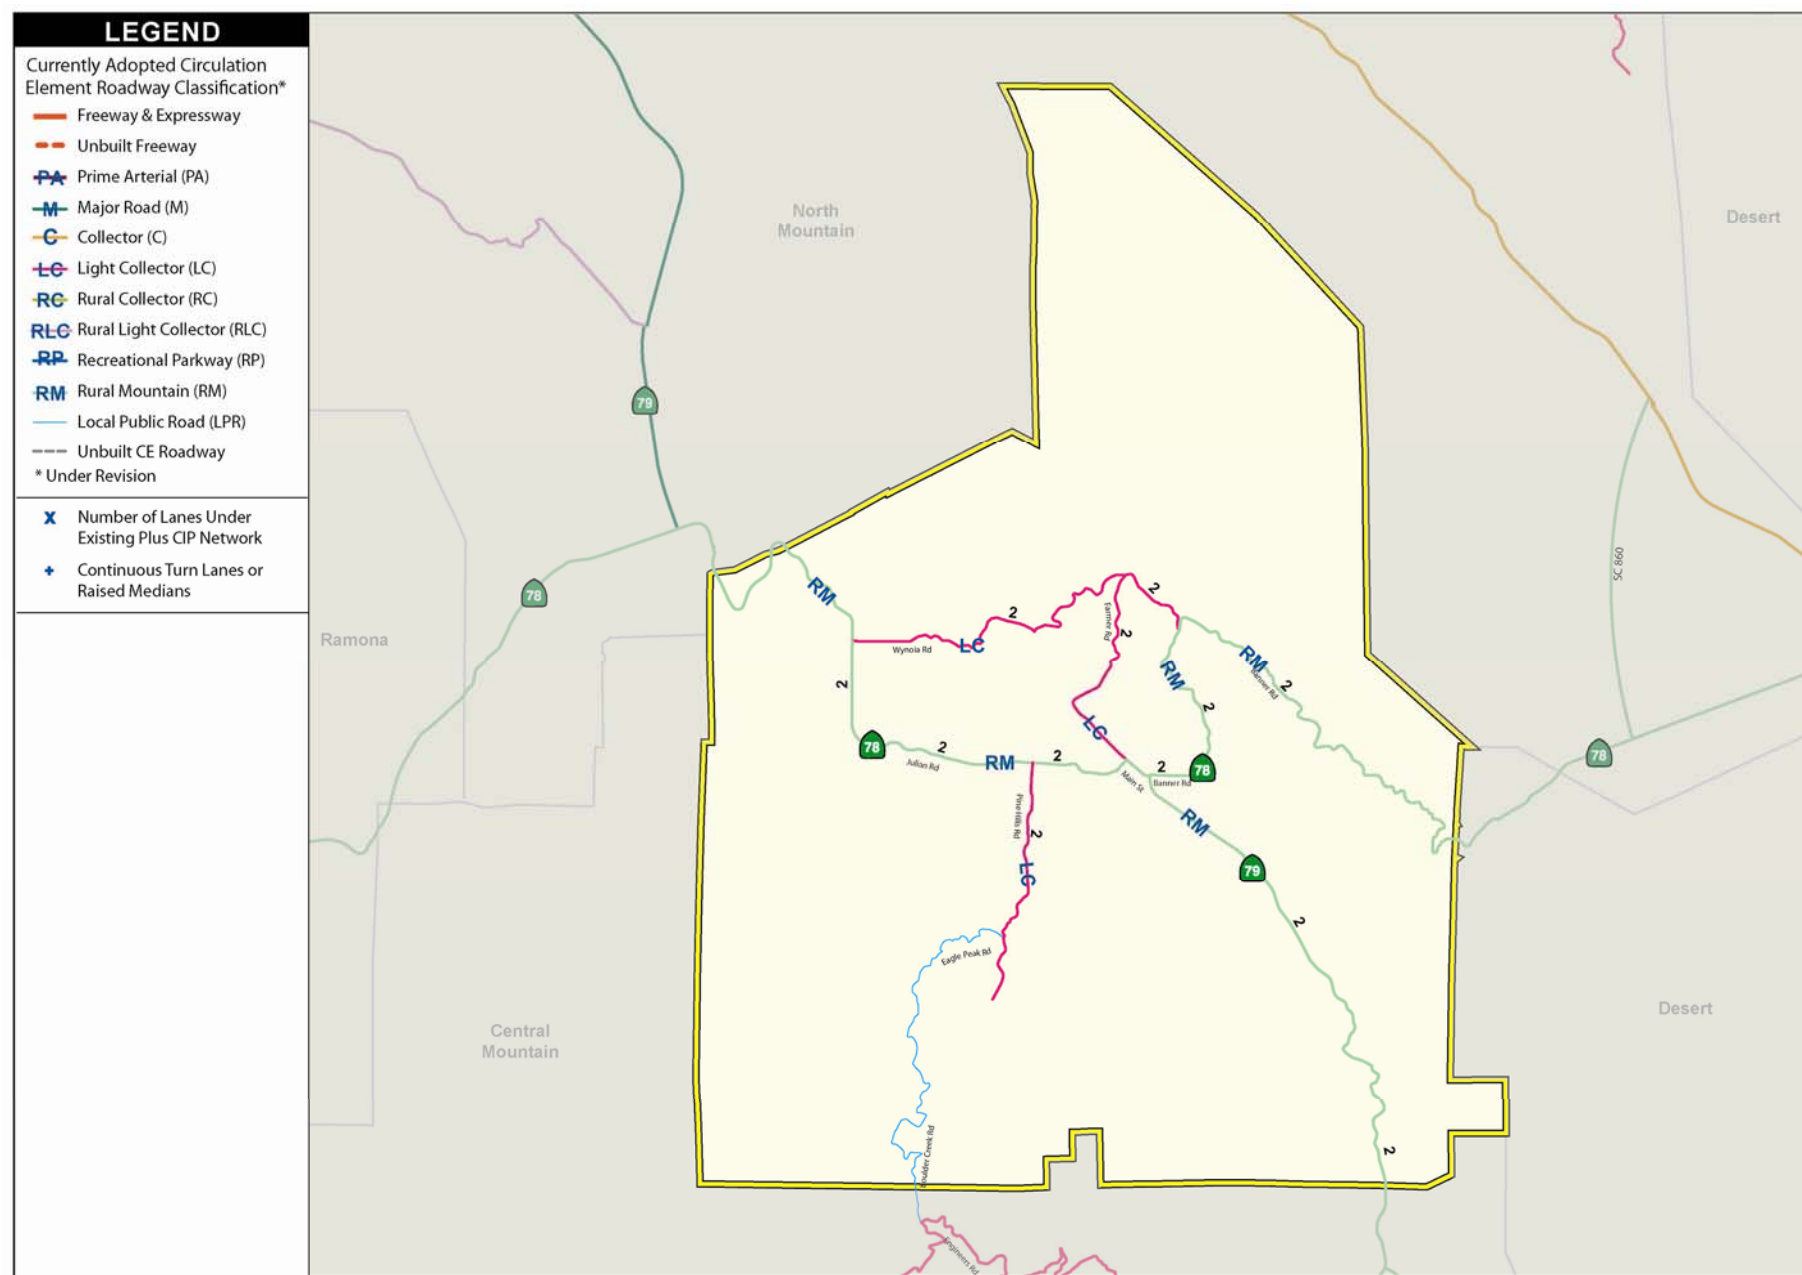 LEGEND
Currently Adopted Circulation
Element Roadway Classification*
Freeway & Expressway
Unbuilt Freeway
PA Prime Arterial (PA)
M Major Road (M)
C Collector (C)
LC Light Collector (LC)
RC Rural Collector (RC)
RLC Rural Light Collector (RLC)
RP Recreational Parkway (RP)
RM Rural Mountain (RM)
Local Public Road (LPR)
Unbuilt CE Roadway
* Under Revision
x Number of Lanes Under
Existing Plus CIP Network
+ Continuous Turn Lanes or
Raised Medians
North
Mountain
Desert
79
SC 860
78
RM
2
2
Farmer Rd
2
Ramona
Wynola Rd
LC
RM
RM
Banner Rd
2
2
2
LC
78
2
Julian Rd
RM
2
Main St
2
Banner Rd
78
78
Pine Hills Rd
2
RM
LC
79
2
Eagle Peak Rd
Desert
Central
Mountain
2
Boulder Creek Rd
Engineers Rd